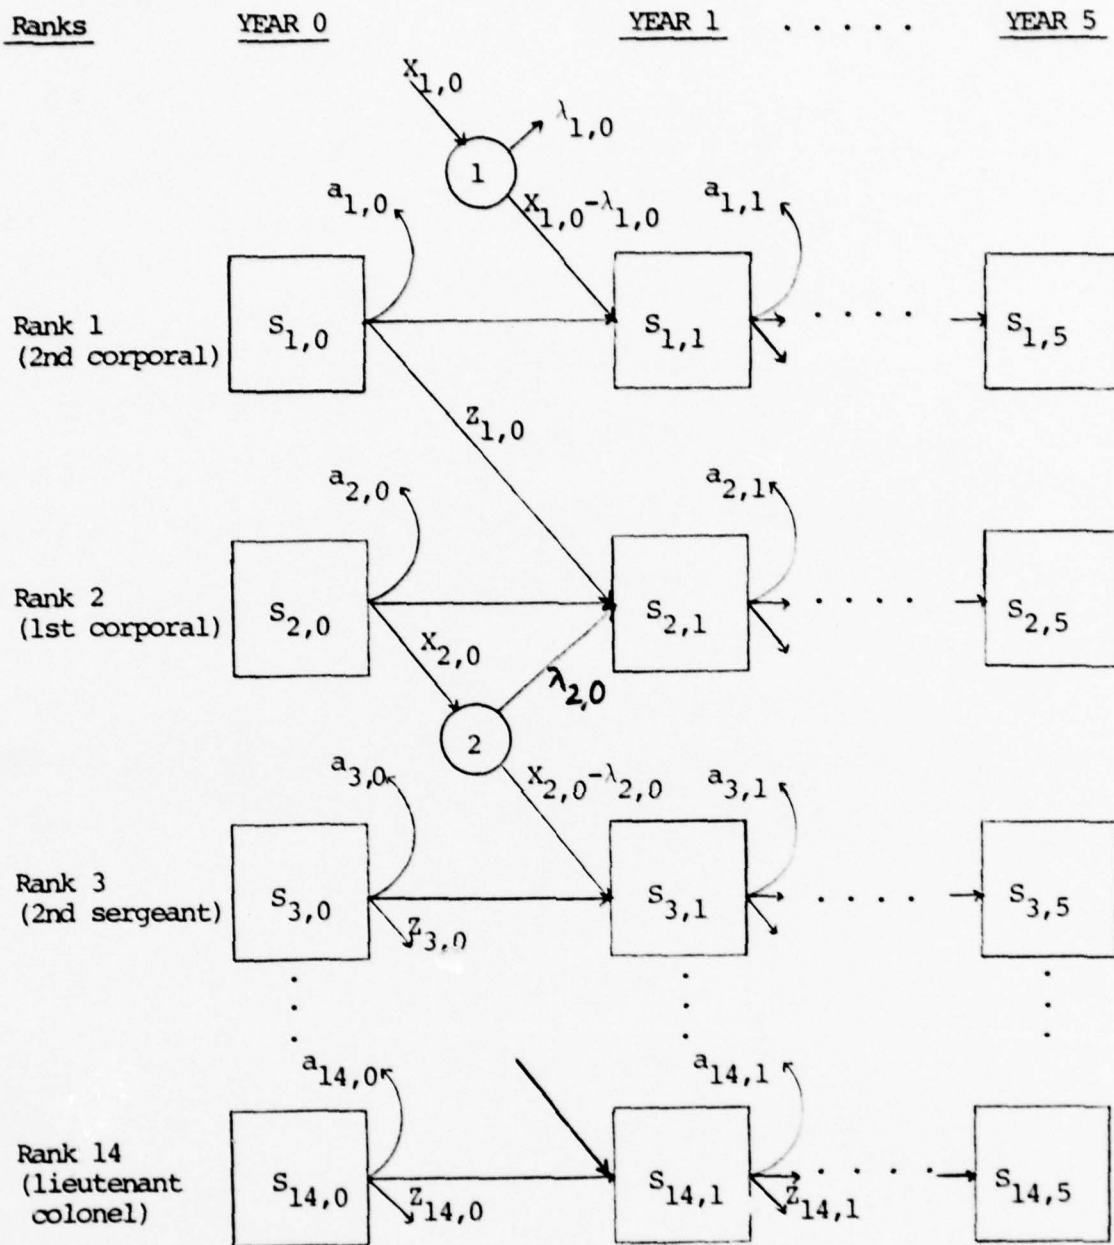 Ranks YEAR 0 YEAR 1 . . . . . YEAR 5
X1,0
λ1,0
1
a1,0
X1,0-λ1,0
a1,1
Rank 1
(2nd corporal)
S1,0
S1,1
. . . .
S1,5
Z1,0
a2,0
a2,1
Rank 2
(1st corporal)
S2,0
S2,1
. . . .
S2,5
X2,0
λ2,0
2
a3,0
X2,0-λ2,0
a3,1
Rank 3
(2nd sergeant)
S3,0
Z3,0
S3,1
. . . .
S3,5
a14,0
a14,1
Rank 14
(lieutenant
colonel)
S14,0
Z14,0
S14,1
Z14,1
. . . .
S14,5